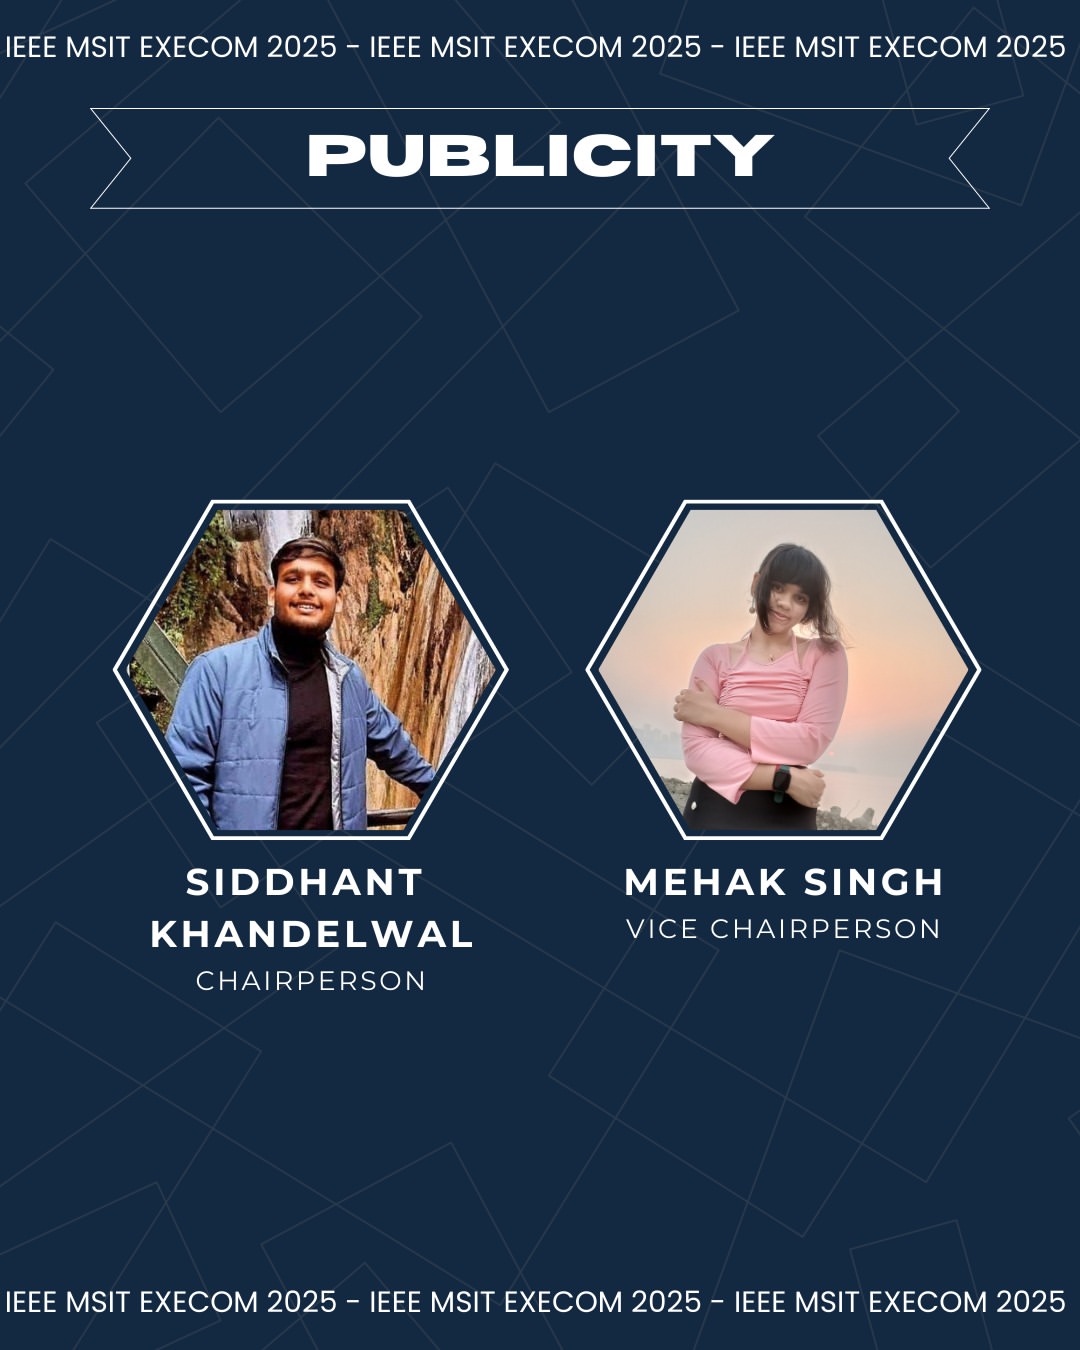 IEEE MSIT EXECOM 2025 - IEEE MSIT EXECOM 2025 - IEEE MSIT EXECOM 2025
PUBLICITY
SIDDHANT
KHANDELWAL
CHAIRPERSON
MEHAK SINGH
VICE CHAIRPERSON
IEEE MSIT EXECOM 2025 - IEEE MSIT EXECOM 2025 - IEEE MSIT EXECOM 2025